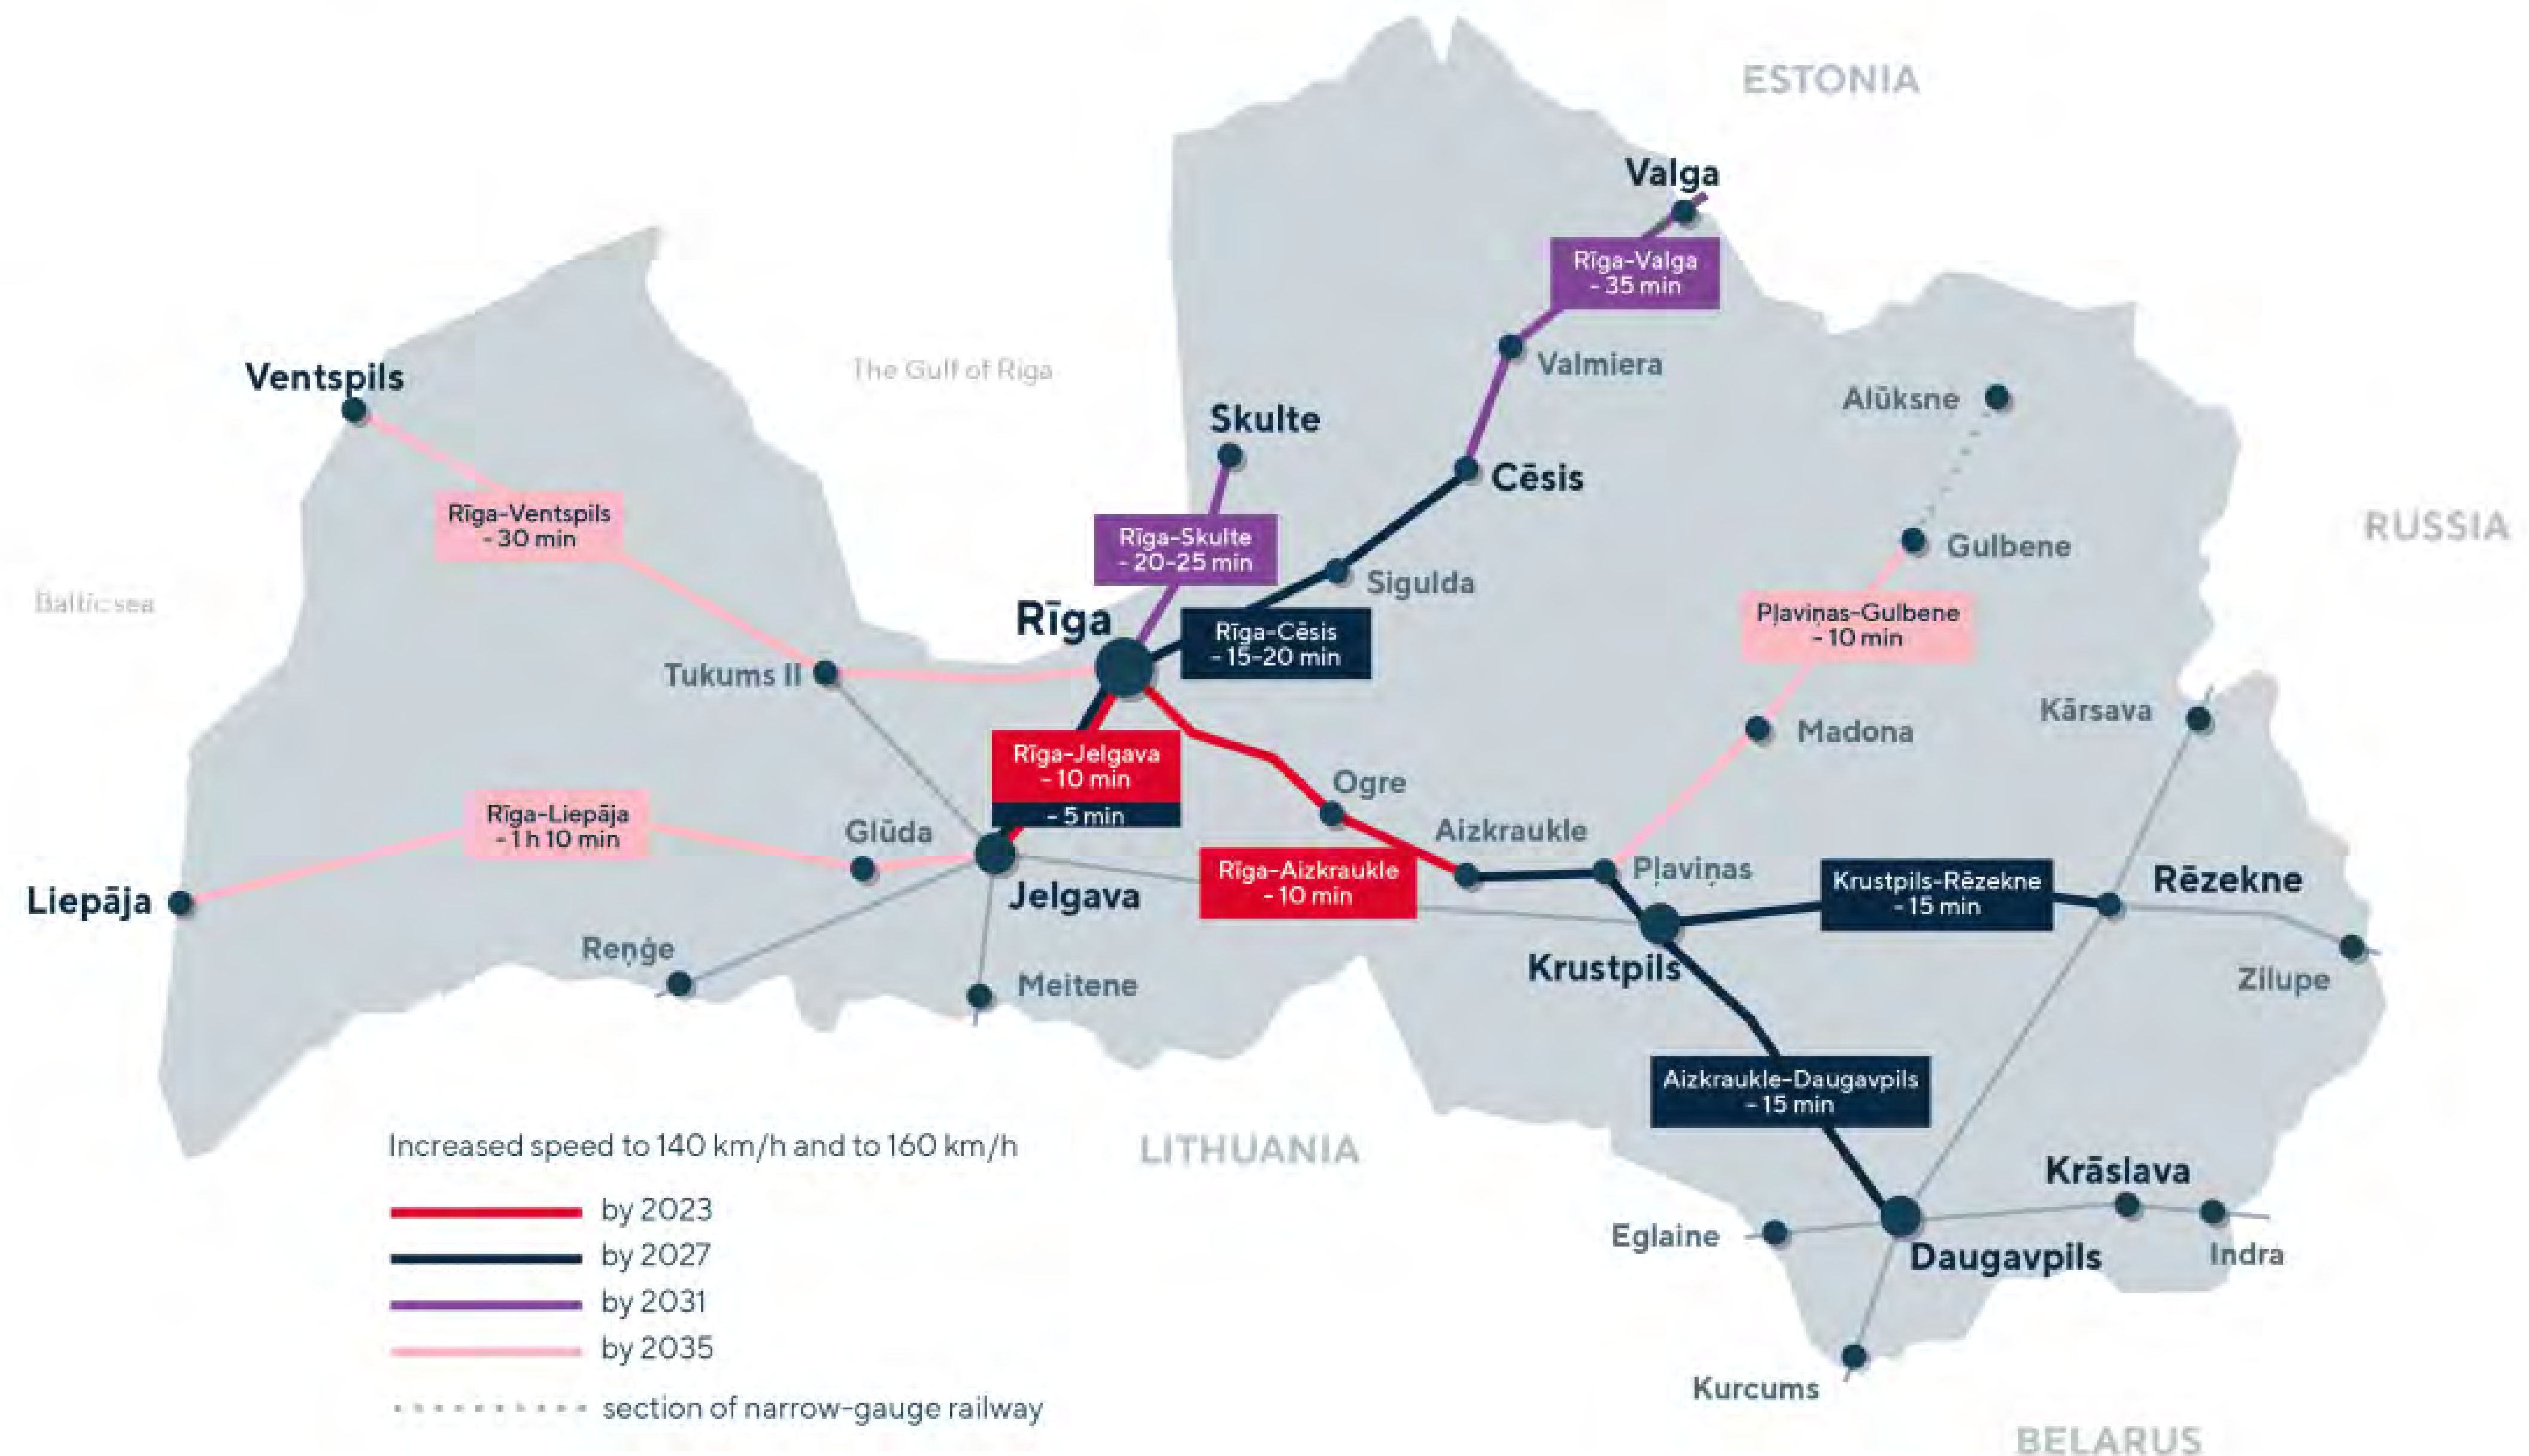 ESTONIA
Valga
Rīga-Valga
- 35 min
Valmiera
Ventspils
The Gulf of Riga
Alūksne
Skulte
Cēsis
Rīga-Ventspils
- 30 min
Rīga-Skulte
- 20-25 min
RUSSIA
Gulbene
Sigulda
Baltic sea
Rīga
Rīga-Cēsis
- 15-20 min
Pļaviņas-Gulbene
- 10 min
Tukums II
Kārsava
Madona
Rīga-Jelgava
- 10 min
- 5 min
Ogre
Rīga-Liepāja
- 1 h 10 min
Glūda
Aizkraukle
Rīga-Aizkraukle
- 10 min
Pļaviņas
Krustpils-Rēzekne
- 15 min
Rēzekne
Liepāja
Jelgava
Reņģe
Krustpils
Meitene
Zilupe
Aizkraukle-Daugavpils
- 15 min
Increased speed to 140 km/h and to 160 km/h
LITHUANIA
Krāslava
by 2023
Eglaine
by 2027
Daugavpils
Indra
by 2031
by 2035
Kurcums
section of narrow-gauge railway
BELARUS